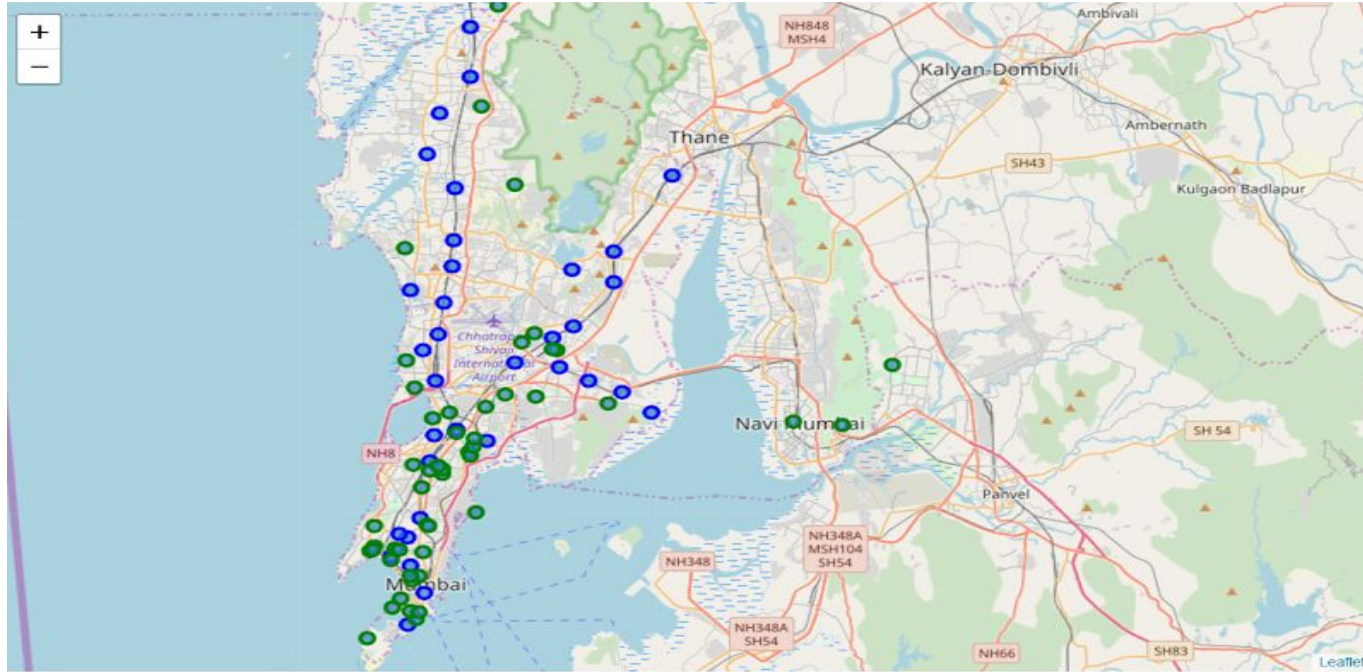 +
−
NH848
MSH4
Ambivali
Kalyan-Dombivli
Thane
Ambernath
SH43
Kulgaon Badlapur
Chhatrap
Shivaji
International
Airport
Navi Mumbai
SH 54
NH8
Panvel
NH348A
MSH104
SH54
NH348
Mumbai
NH348A
SH54
NH66
SH83
Leaflet